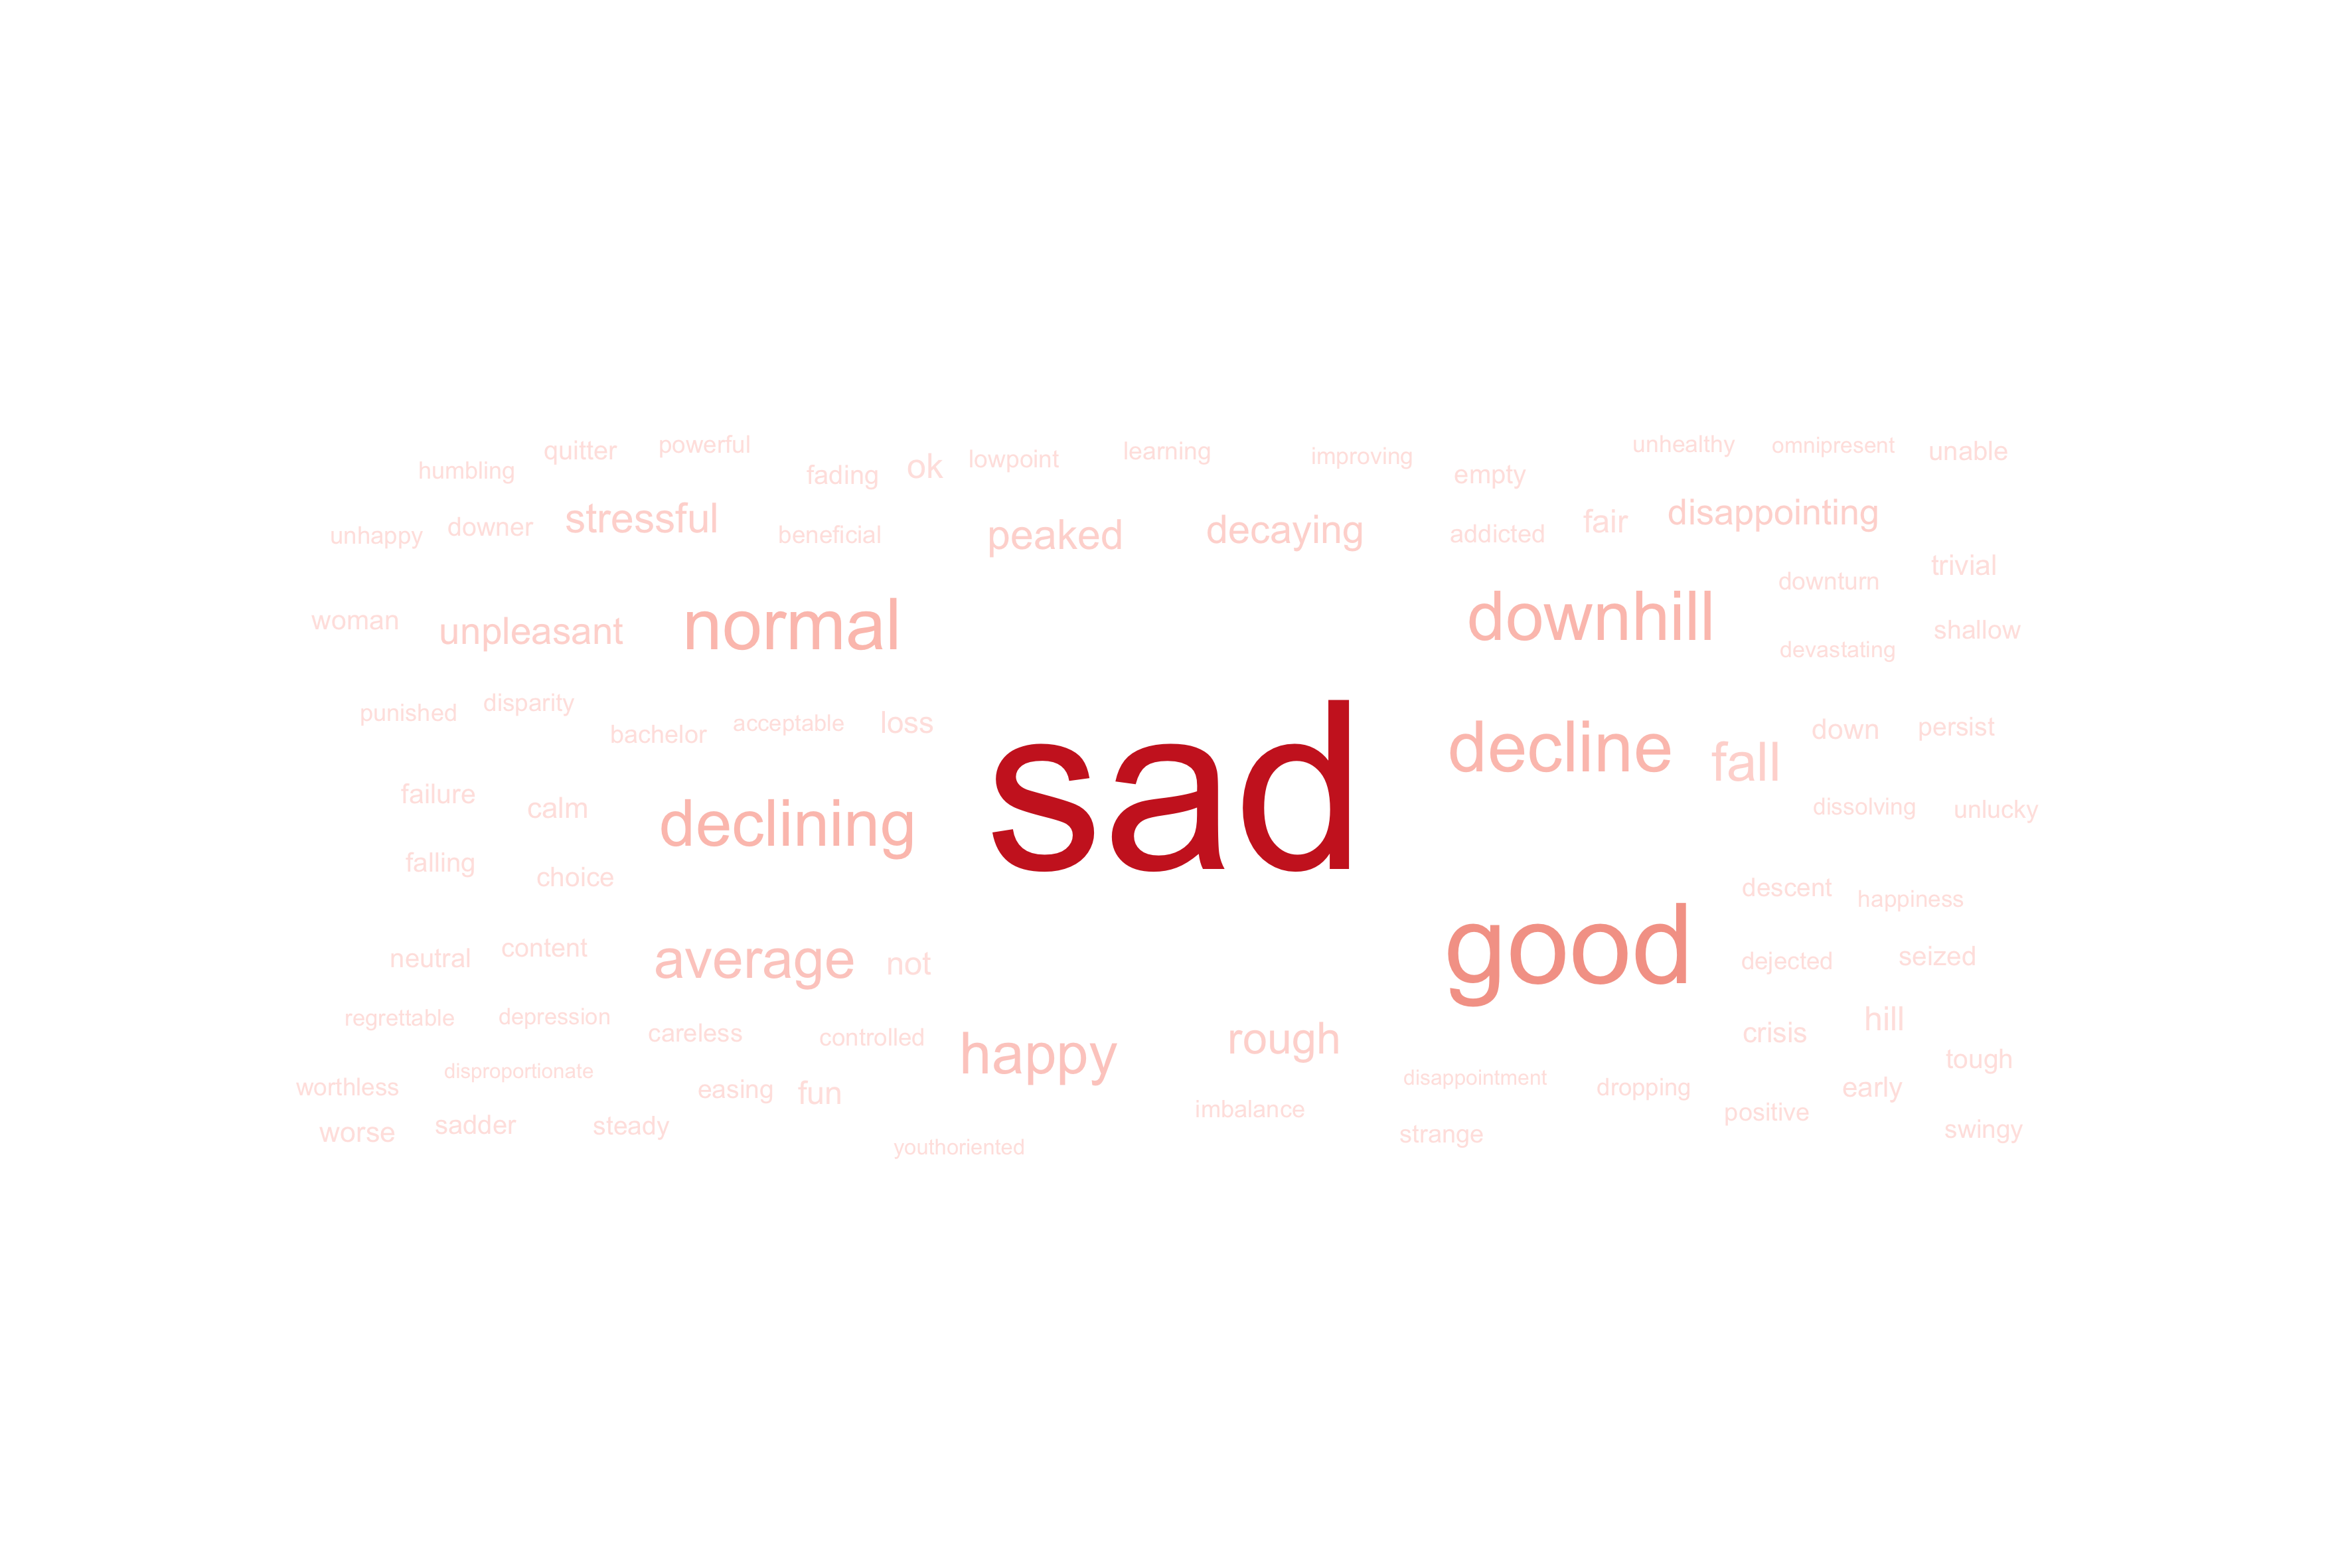 quitter powerful learning unhealthy omnipresent unable
humbling fading ok lowpoint improving empty
unhappy downer stressful beneficial peaked decaying addicted fair disappointing
trivial
downturn
woman unpleasant normal downhill shallow
devastating
punished disparity
bachelor acceptable loss decline fall down persist
failure calm declining sad dissolving unlucky
falling choice descent happiness
neutral content average not good dejected seized
regrettable depression careless controlled happy rough crisis hill
tough
worthless disproportionate easing fun disappointment dropping early
imbalance positive
worse sadder steady youthoriented strange swingy